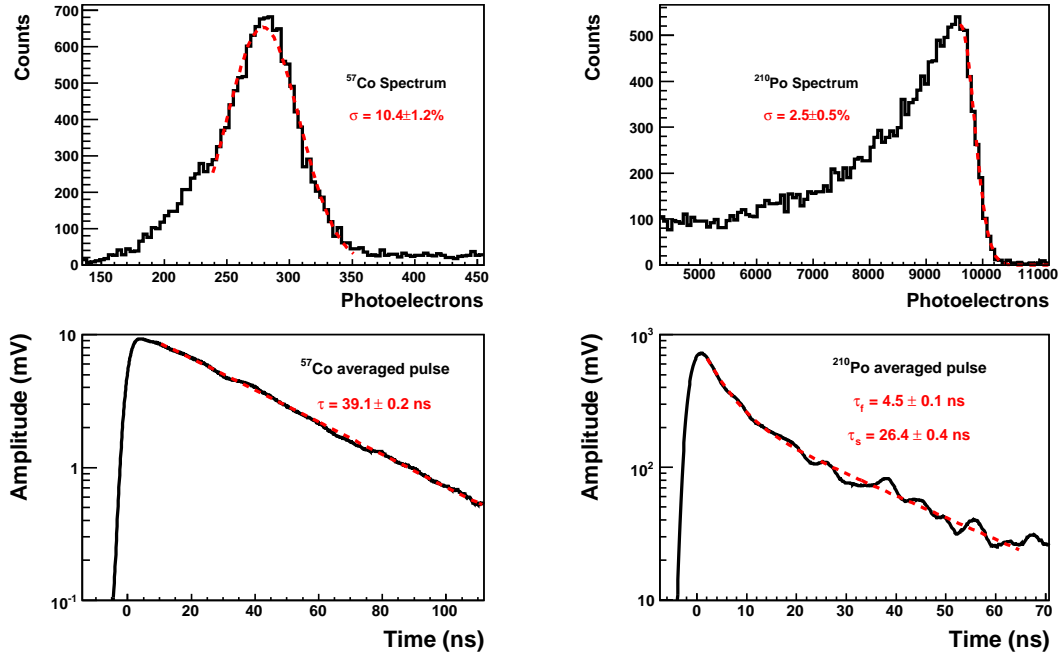 700
600
500
400
300
200
100
0
Counts
⁵⁷Co Spectrum
σ = 10.4±1.2%
150 200 250 300 350 400 450
Photoelectrons
500
400
300
200
100
0
Counts
²¹⁰Po Spectrum
σ = 2.5±0.5%
5000 6000 7000 8000 9000 10000 11000
Photoelectrons
10
1
10⁻¹
Amplitude (mV)
⁵⁷Co averaged pulse
τ = 39.1 ± 0.2 ns
0 20 40 60 80 100
Time (ns)
10³
10²
10
Amplitude (mV)
²¹⁰Po averaged pulse
τf = 4.5 ± 0.1 ns
τs = 26.4 ± 0.4 ns
0 10 20 30 40 50 60 70
Time (ns)